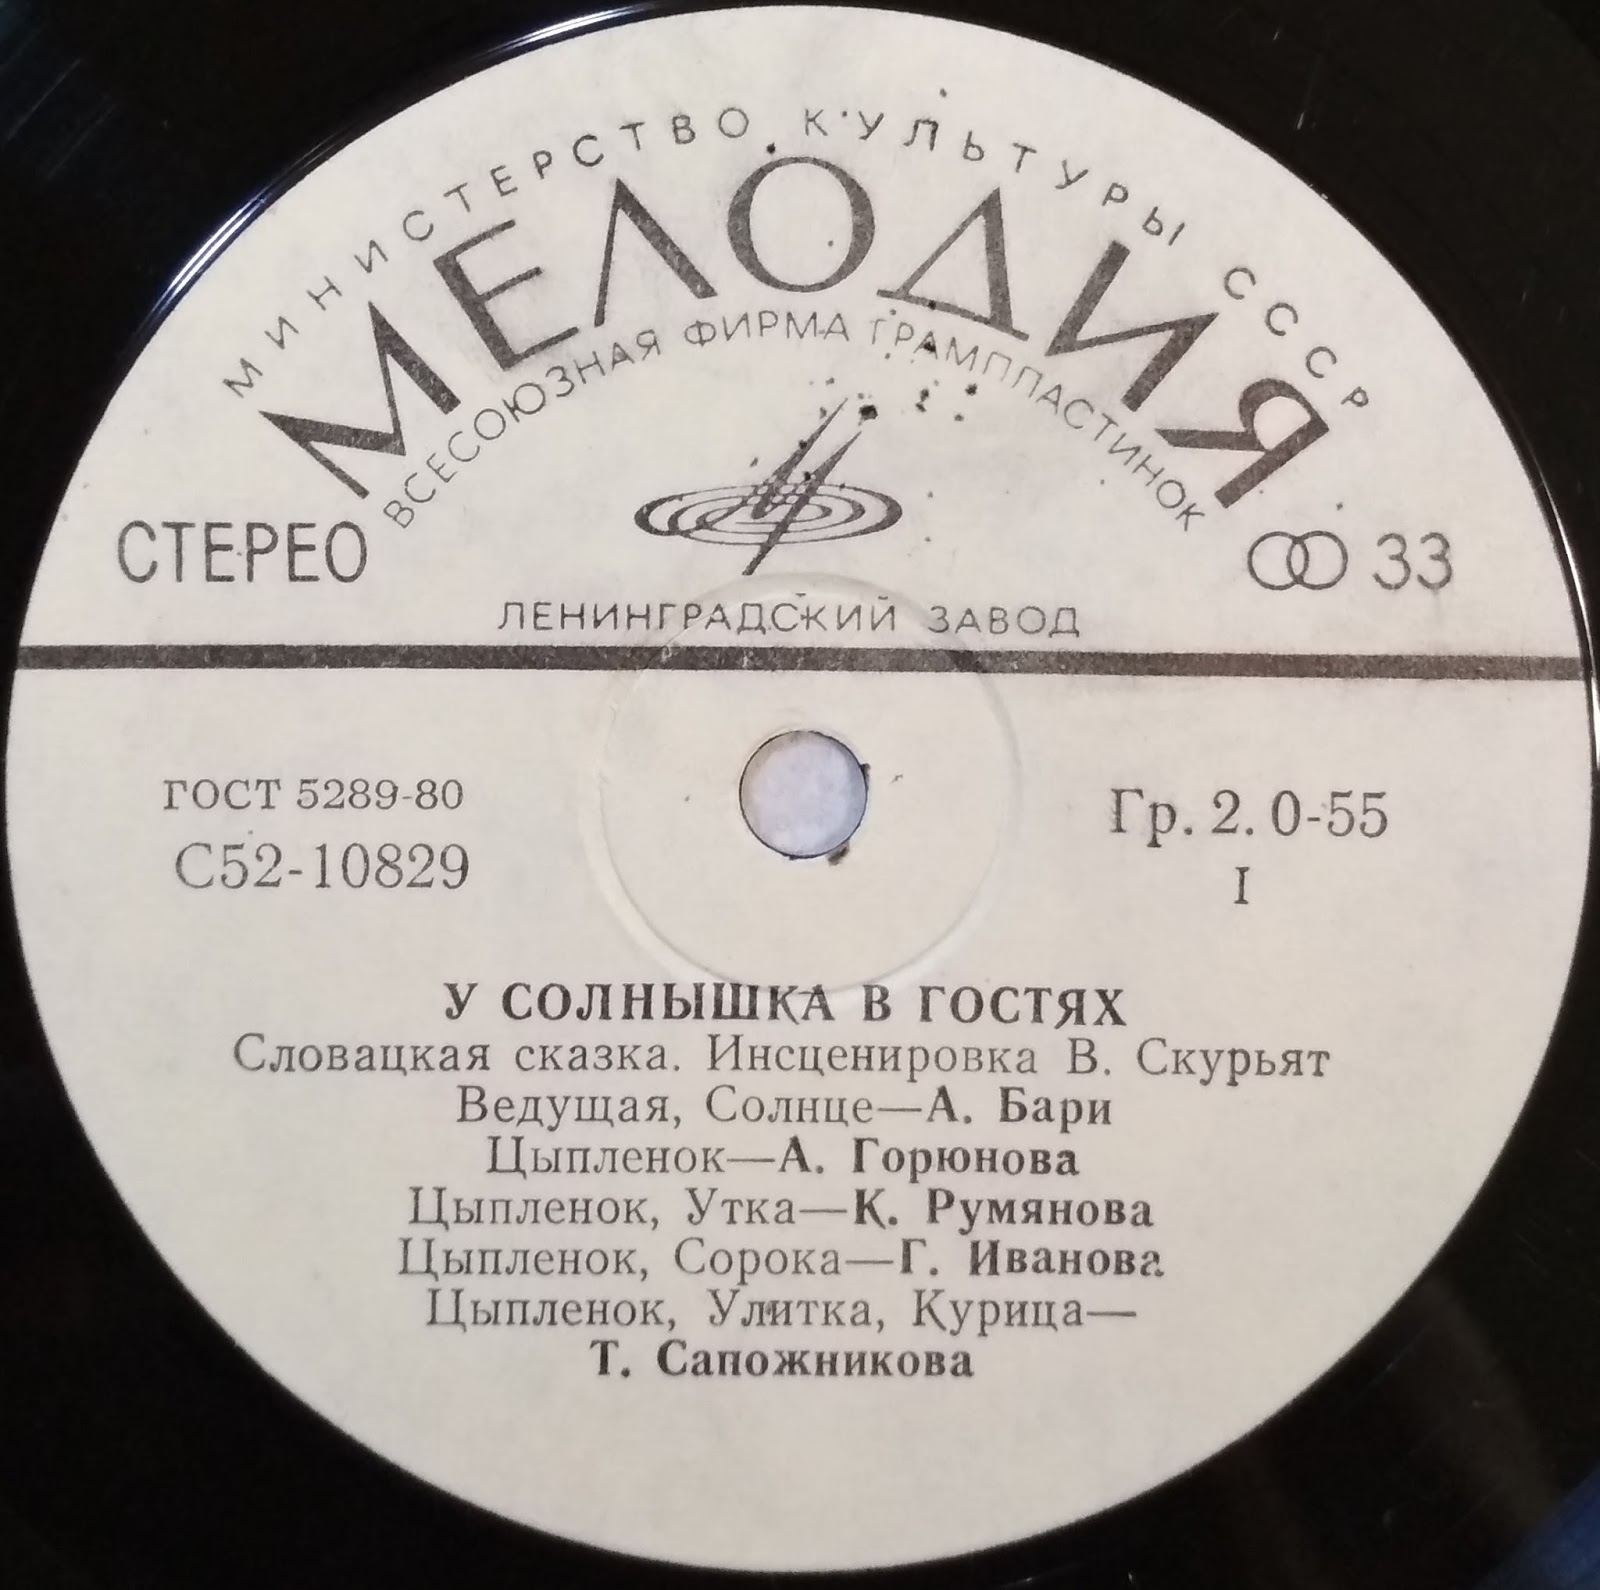 МИНИСТЕРСТВО КУЛЬТУРЫ СССР
МЕЛОДИЯ
ВСЕСОЮЗНАЯ ФИРМА ГРАМПЛАСТИНОК
СТЕРЕО
33
ЛЕНИНГРАДСКИЙ ЗАВОД
ГОСТ 5289-80
С52-10829
Гр. 2. 0-55
I
У СОЛНЫШКА В ГОСТЯХ
Словацкая сказка. Инсценировка В. Скурьят
Ведущая, Солнце—А. Бари
Цыпленок—А. Горюнова
Цыпленок, Утка—К. Румянова
Цыпленок, Сорока—Г. Иванова
Цыпленок, Улитка, Курица—
Т. Сапожникова